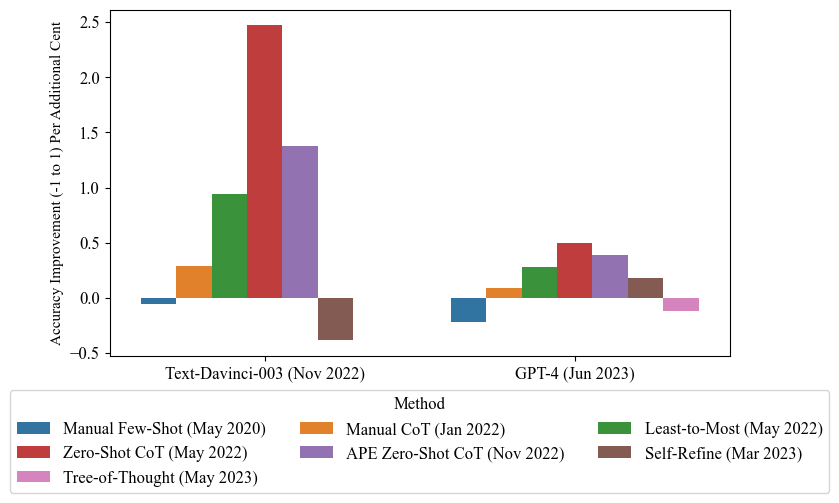 Accuracy Improvement (-1 to 1) Per Additional Cent
2.5
2.0
1.5
1.0
0.5
0.0
−0.5
Text-Davinci-003 (Nov 2022) GPT-4 (Jun 2023)
Method
Manual Few-Shot (May 2020) Manual CoT (Jan 2022) Least-to-Most (May 2022)
Zero-Shot CoT (May 2022) APE Zero-Shot CoT (Nov 2022) Self-Refine (Mar 2023)
Tree-of-Thought (May 2023)